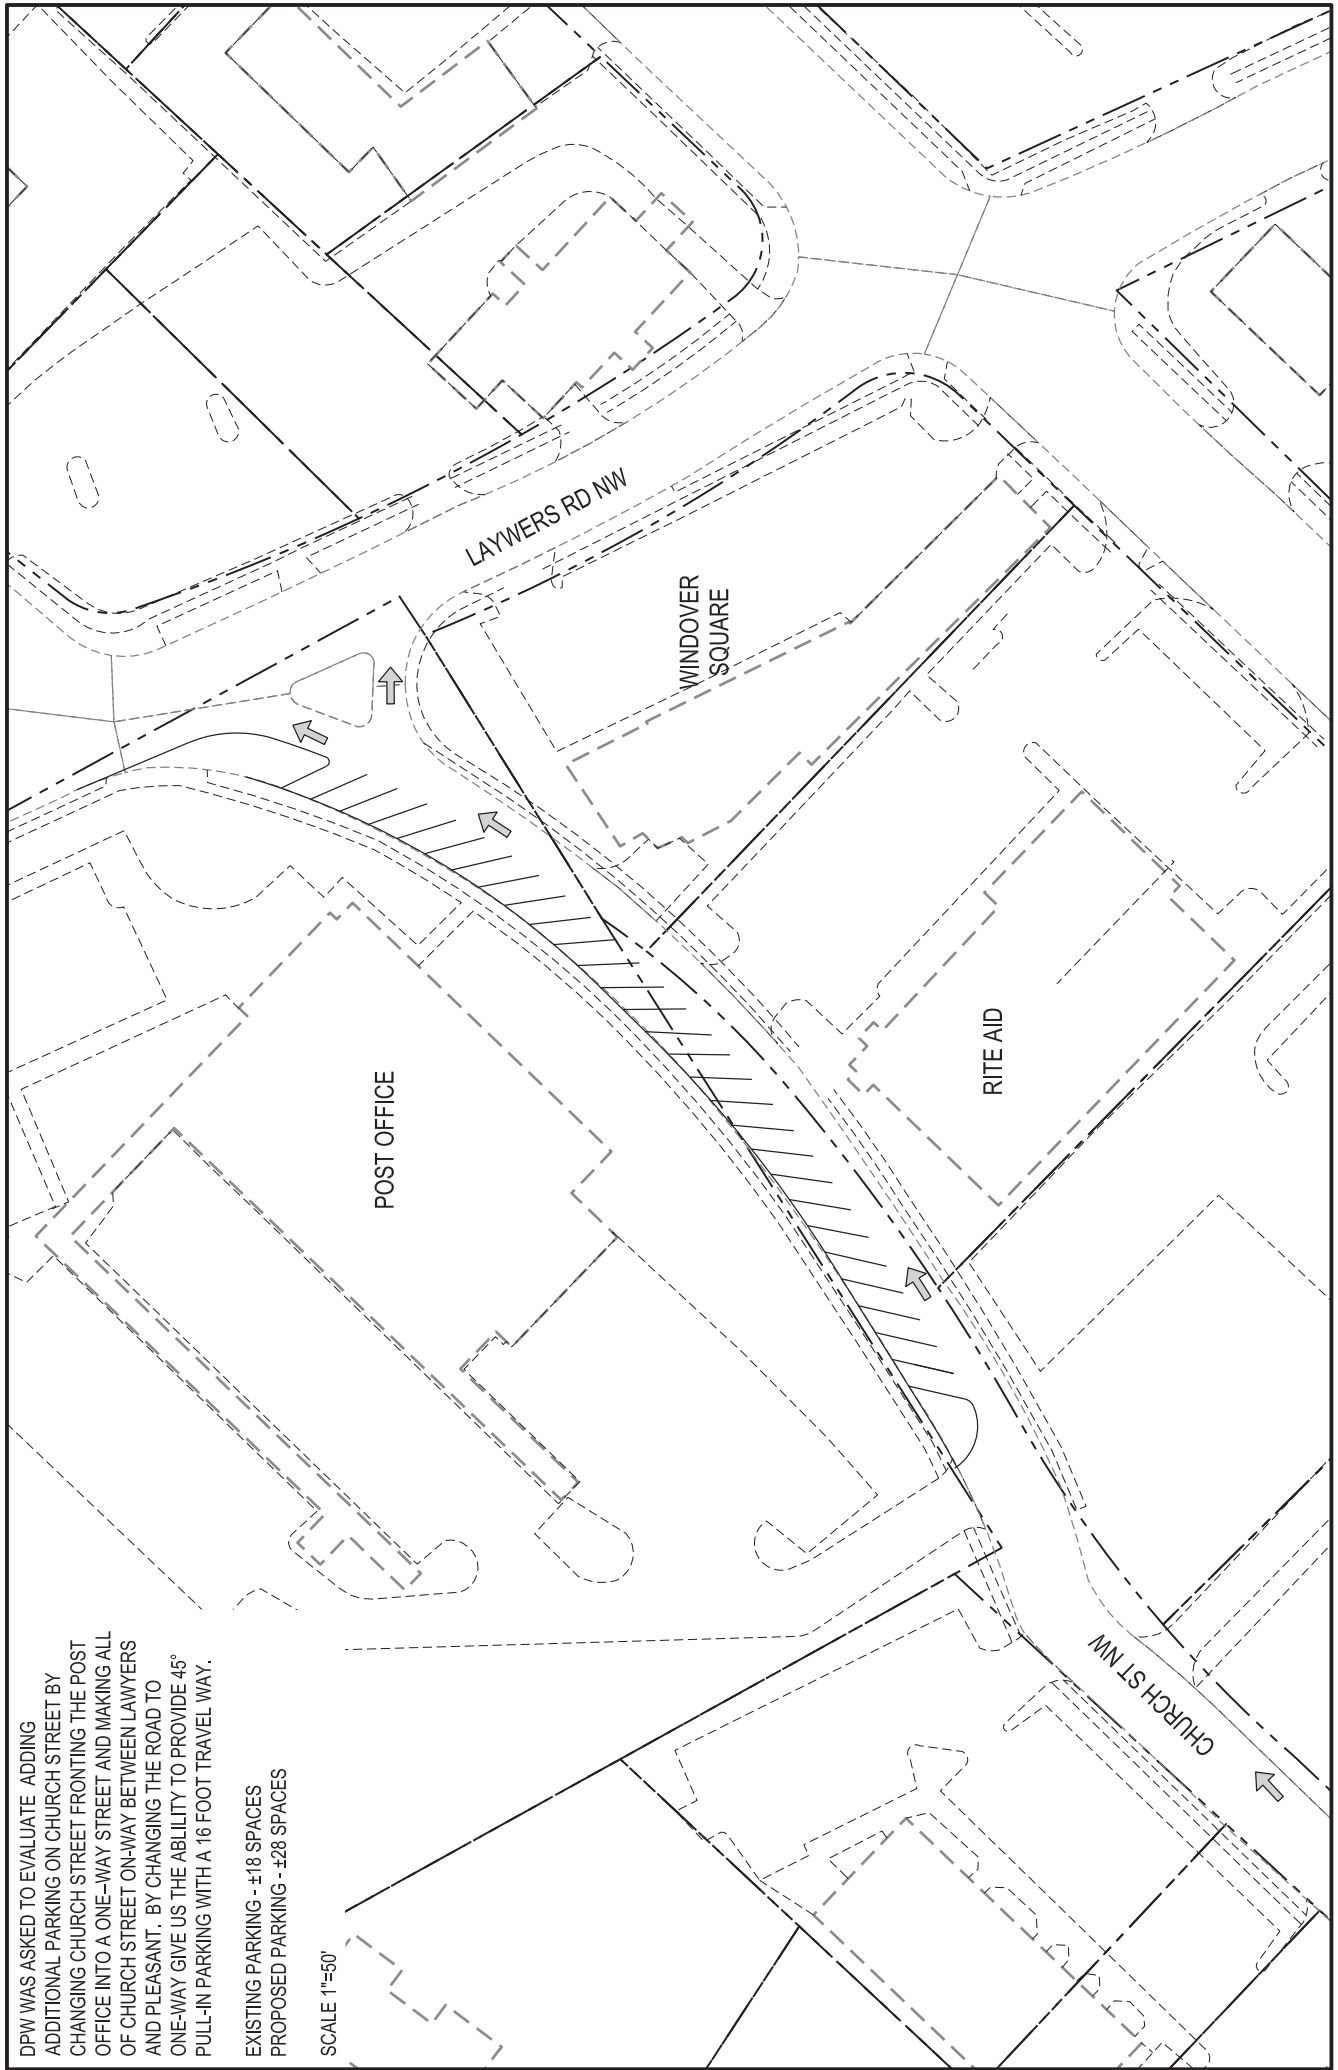 DPW WAS ASKED TO EVALUATE ADDING
ADDITIONAL PARKING ON CHURCH STREET BY
CHANGING CHURCH STREET FRONTING THE POST
OFFICE INTO A ONE-WAY STREET AND MAKING ALL
OF CHURCH STREET ON-WAY BETWEEN LAWYERS
AND PLEASANT. BY CHANGING THE ROAD TO
ONE-WAY GIVE US THE ABLILITY TO PROVIDE 45°
PULL-IN PARKING WITH A 16 FOOT TRAVEL WAY.
EXISTING PARKING - ±18 SPACES
PROPOSED PARKING - ±28 SPACES
SCALE 1"=50'
POST OFFICE
LAYWERS RD NW
WINDOVER
SQUARE
RITE AID
CHURCH ST NW